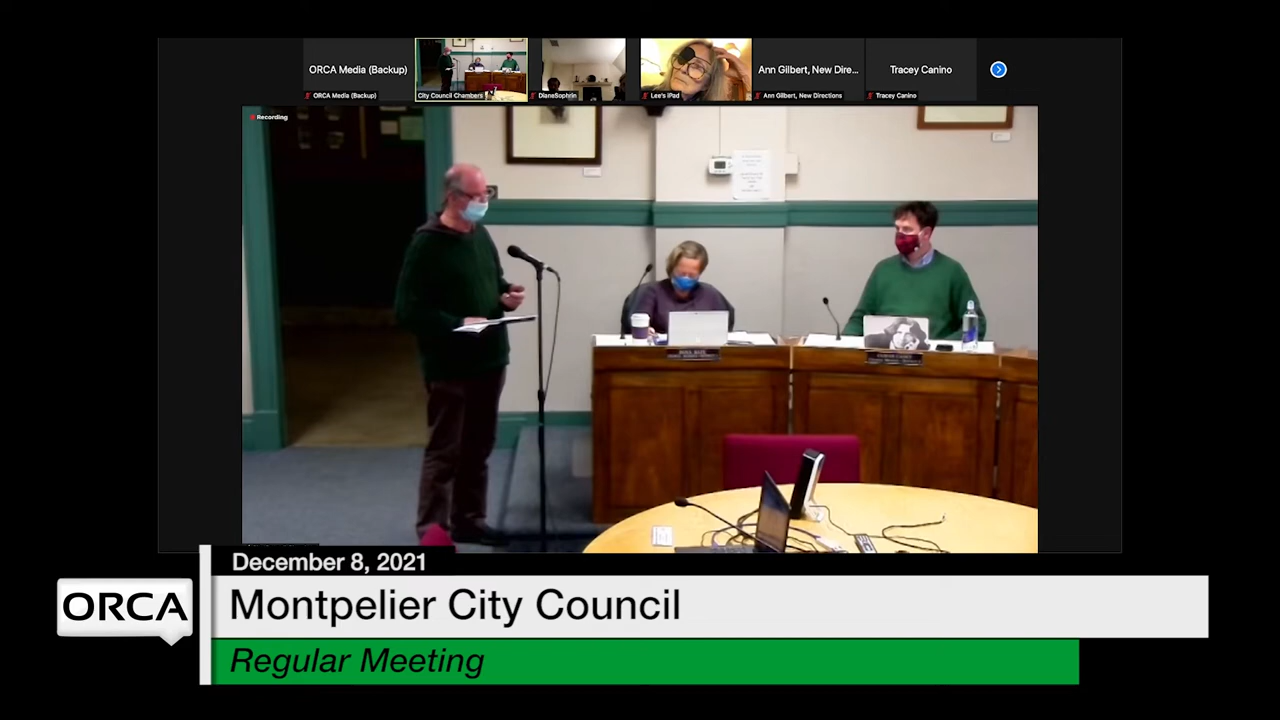 ORCA Media (Backup)
ORCA Media (Backup)
City Council Chambers
DianeSophrin
Lee's iPad
Ann Gilbert, New Dire...
Ann Gilbert, New Directions
Tracey Canino
Tracey Canino
Recording
December 8, 2021
ORCA
Montpelier City Council
Regular Meeting